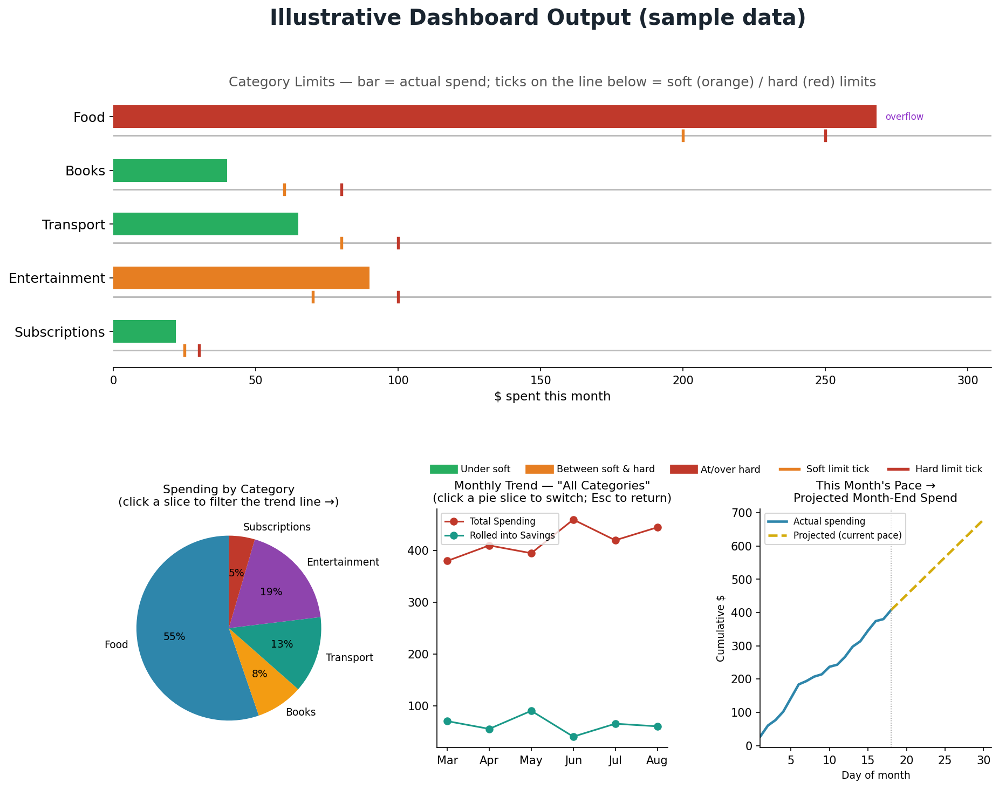 Illustrative Dashboard Output (sample data)
Category Limits — bar = actual spend; ticks on the line below = soft (orange) / hard (red) limits
Food
overflow
Books
Transport
Entertainment
Subscriptions
0 50 100 150 200 250 300
$ spent this month
Under soft Between soft & hard At/over hard Soft limit tick Hard limit tick
Spending by Category
(click a slice to filter the trend line →)
Subscriptions
Entertainment
5%
19%
55%
13%
Food
Transport
8%
Books
Monthly Trend — "All Categories"
(click a pie slice to switch; Esc to return)
Total Spending
Rolled into Savings
400
300
200
100
Mar Apr May Jun Jul Aug
This Month's Pace →
Projected Month-End Spend
Actual spending
Projected (current pace)
Cumulative $
700
600
500
400
300
200
100
0
5 10 15 20 25 30
Day of month